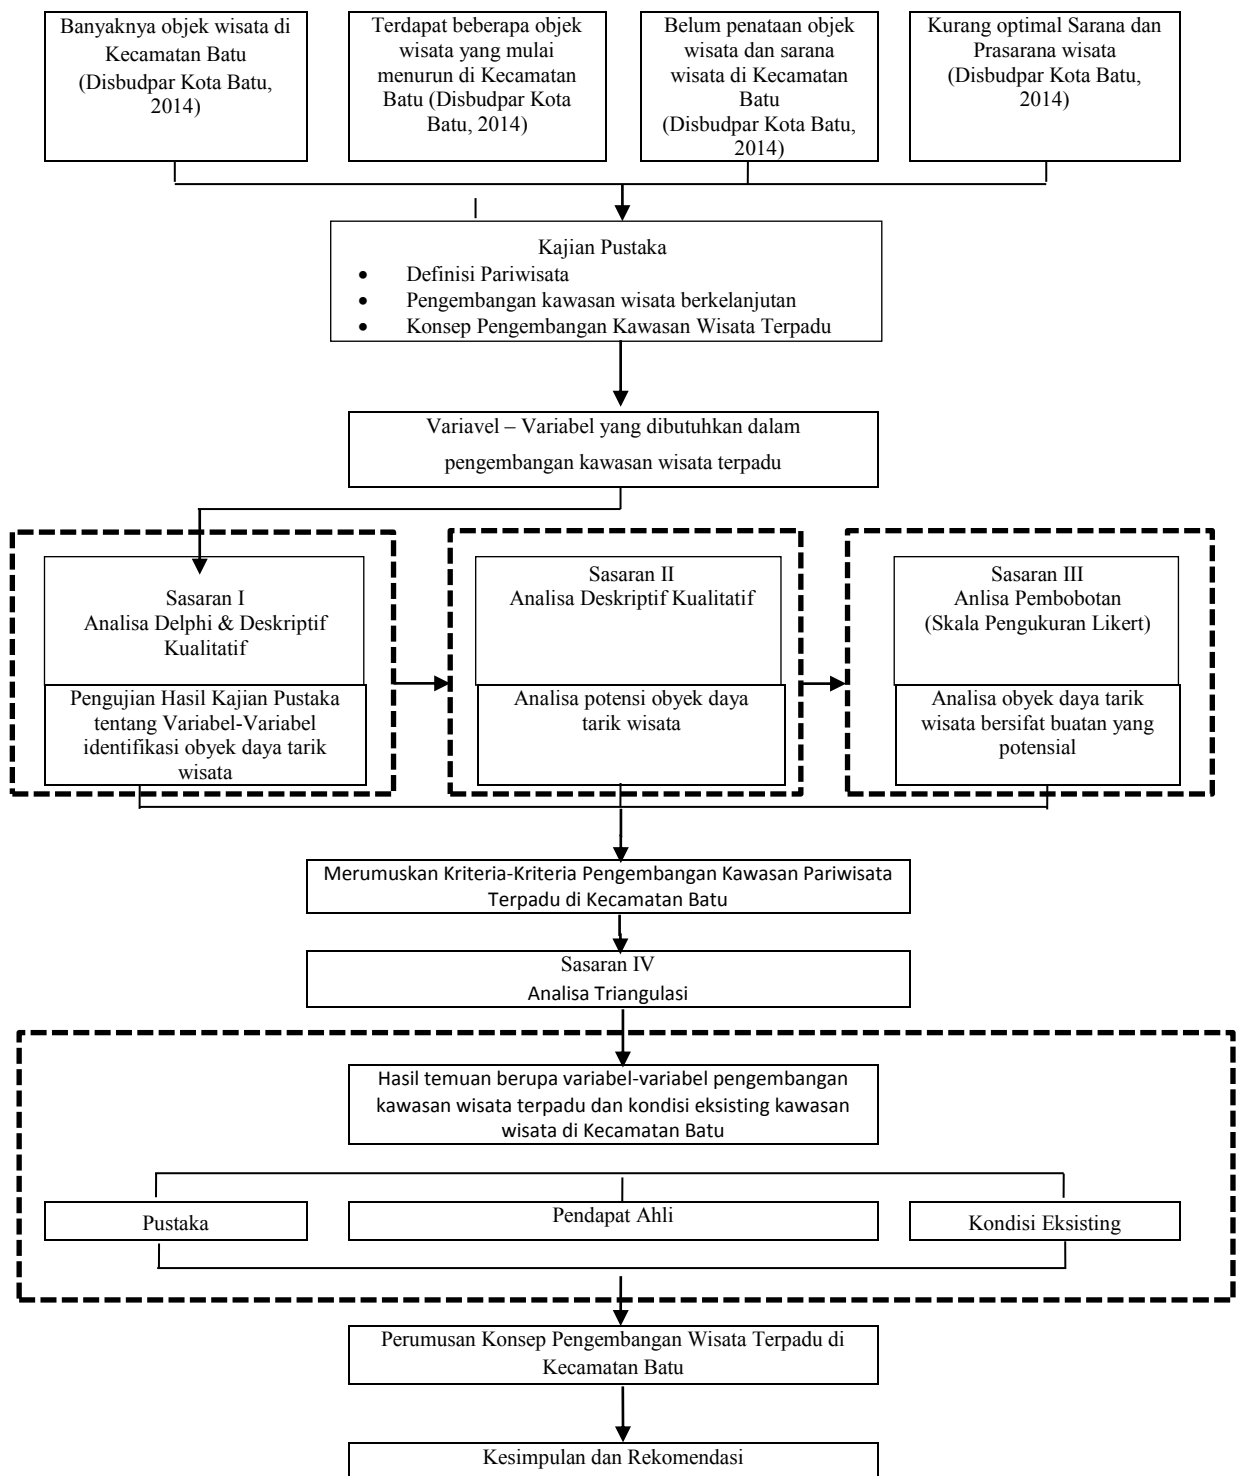 Banyaknya objek wisata di
Kecamatan Batu
(Disbudpar Kota Batu,
2014)
Terdapat beberapa objek
wisata yang mulai
menurun di Kecamatan
Batu (Disbudpar Kota
Batu, 2014)
Belum penataan objek
wisata dan sarana
wisata di Kecamatan
Batu
(Disbudpar Kota Batu,
2014)
Kurang optimal Sarana dan
Prasarana wisata
(Disbudpar Kota Batu,
2014)
Kajian Pustaka
• Definisi Pariwisata
• Pengembangan kawasan wisata berkelanjutan
• Konsep Pengembangan Kawasan Wisata Terpadu
Variavel – Variabel yang dibutuhkan dalam
pengembangan kawasan wisata terpadu
Sasaran I
Analisa Delphi & Deskriptif
Kualitatif
Pengujian Hasil Kajian Pustaka
tentang Variabel-Variabel
identifikasi obyek daya tarik
wisata
Sasaran II
Analisa Deskriptif Kualitatif
Analisa potensi obyek daya
tarik wisata
Sasaran III
Anlisa Pembobotan
(Skala Pengukuran Likert)
Analisa obyek daya tarik
wisata bersifat buatan yang
potensial
Merumuskan Kriteria-Kriteria Pengembangan Kawasan Pariwisata
Terpadu di Kecamatan Batu
Sasaran IV
Analisa Triangulasi
Hasil temuan berupa variabel-variabel pengembangan
kawasan wisata terpadu dan kondisi eksisting kawasan
wisata di Kecamatan Batu
Pustaka
Pendapat Ahli
Kondisi Eksisting
Perumusan Konsep Pengembangan Wisata Terpadu di
Kecamatan Batu
Kesimpulan dan Rekomendasi